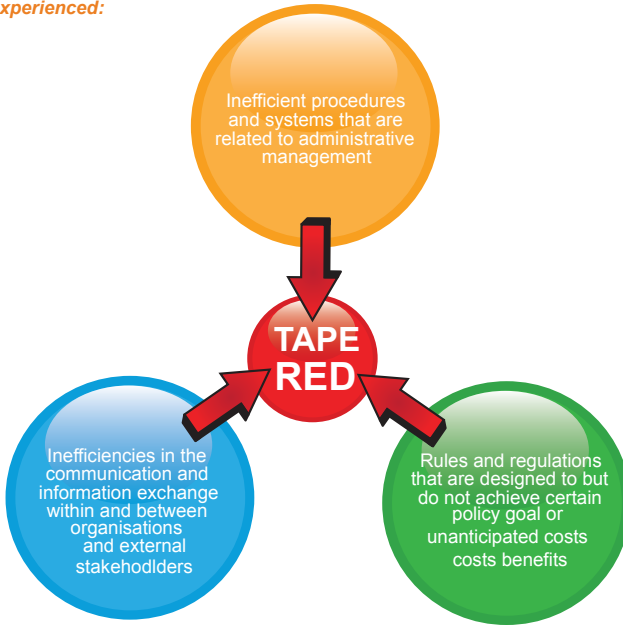 xperienced:
Inefficient procedures
and systems that are
related to administrative
management
TAPE
RED
Inefficiencies in the
communication and
information exchange
within and between
organisations
and external
stakehodlders
Rules and regulations
that are designed to but
do not achieve certain
policy goal or
unanticipated costs
costs benefits